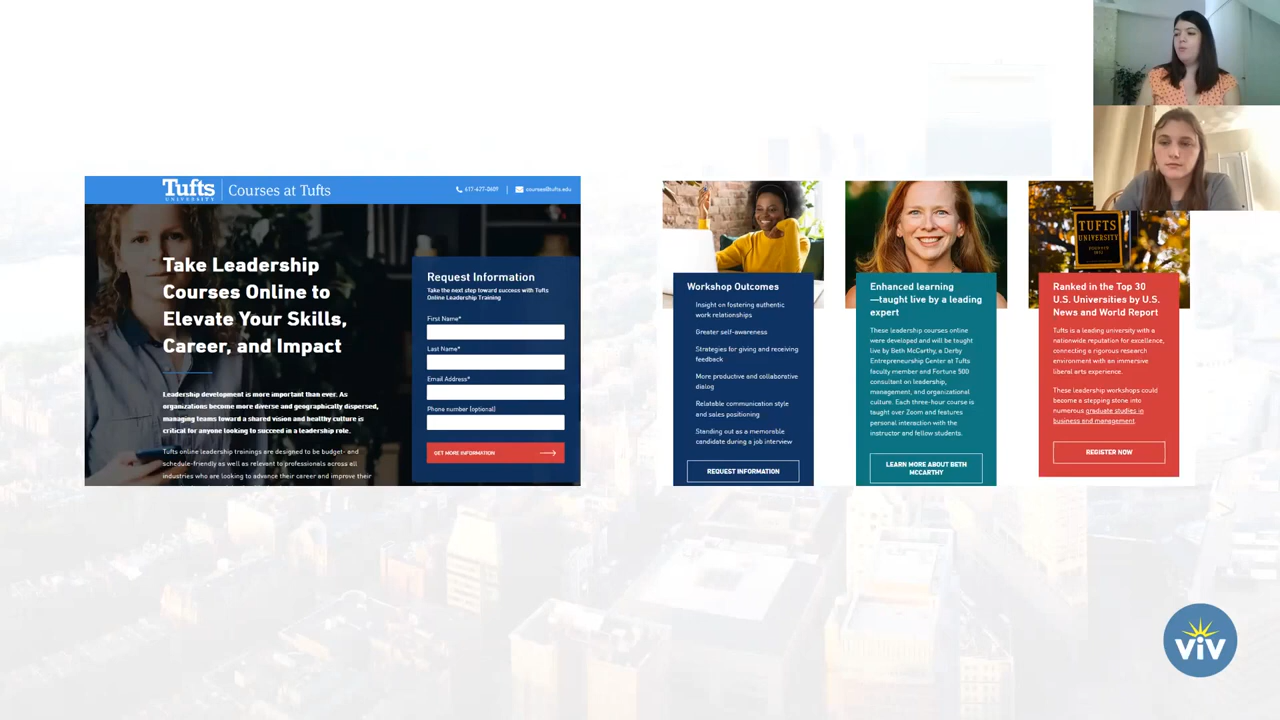 Tufts
UNIVERSITY
Courses at Tufts
617-627-0609
courses@tufts.edu
Take Leadership
Courses Online to
Elevate Your Skills,
Career, and Impact
Leadership development is more important than ever. As
organizations become more diverse and geographically dispersed,
managing teams toward a shared vision and healthy culture is
critical for anyone looking to succeed in a leadership role.
Tufts online leadership trainings are designed to be budget- and
schedule-friendly as well as relevant to professionals across all
industries who are looking to advance their career and improve their
Request Information
Take the next step toward success with Tufts
Online Leadership Training
First Name*
Last Name*
Email Address*
Phone number (optional)
GET MORE INFORMATION
Workshop Outcomes
Insight on fostering authentic
work relationships
Greater self-awareness
Strategies for giving and receiving
feedback
More productive and collaborative
dialog
Relatable communication style
and sales positioning
Standing out as a memorable
candidate during a job interview
REQUEST INFORMATION
Enhanced learning
—taught live by a leading
expert
These leadership courses online
were developed and will be taught
live by Beth McCarthy, a Derby
Entrepreneurship Center at Tufts
faculty member and Fortune 500
consultant on leadership,
management, and organizational
culture. Each three-hour course is
taught over Zoom and features
personal interaction with the
instructor and fellow students.
LEARN MORE ABOUT BETH
MCCARTHY
TUFTS
UNIVERSITY
Ranked in the Top 30
U.S. Universities by U.S.
News and World Report
Tufts is a leading university with a
nationwide reputation for excellence,
connecting a rigorous research
environment with an immersive
liberal arts experience.
These leadership workshops could
become a stepping stone into
numerous graduate studies in
business and management.
REGISTER NOW
viv